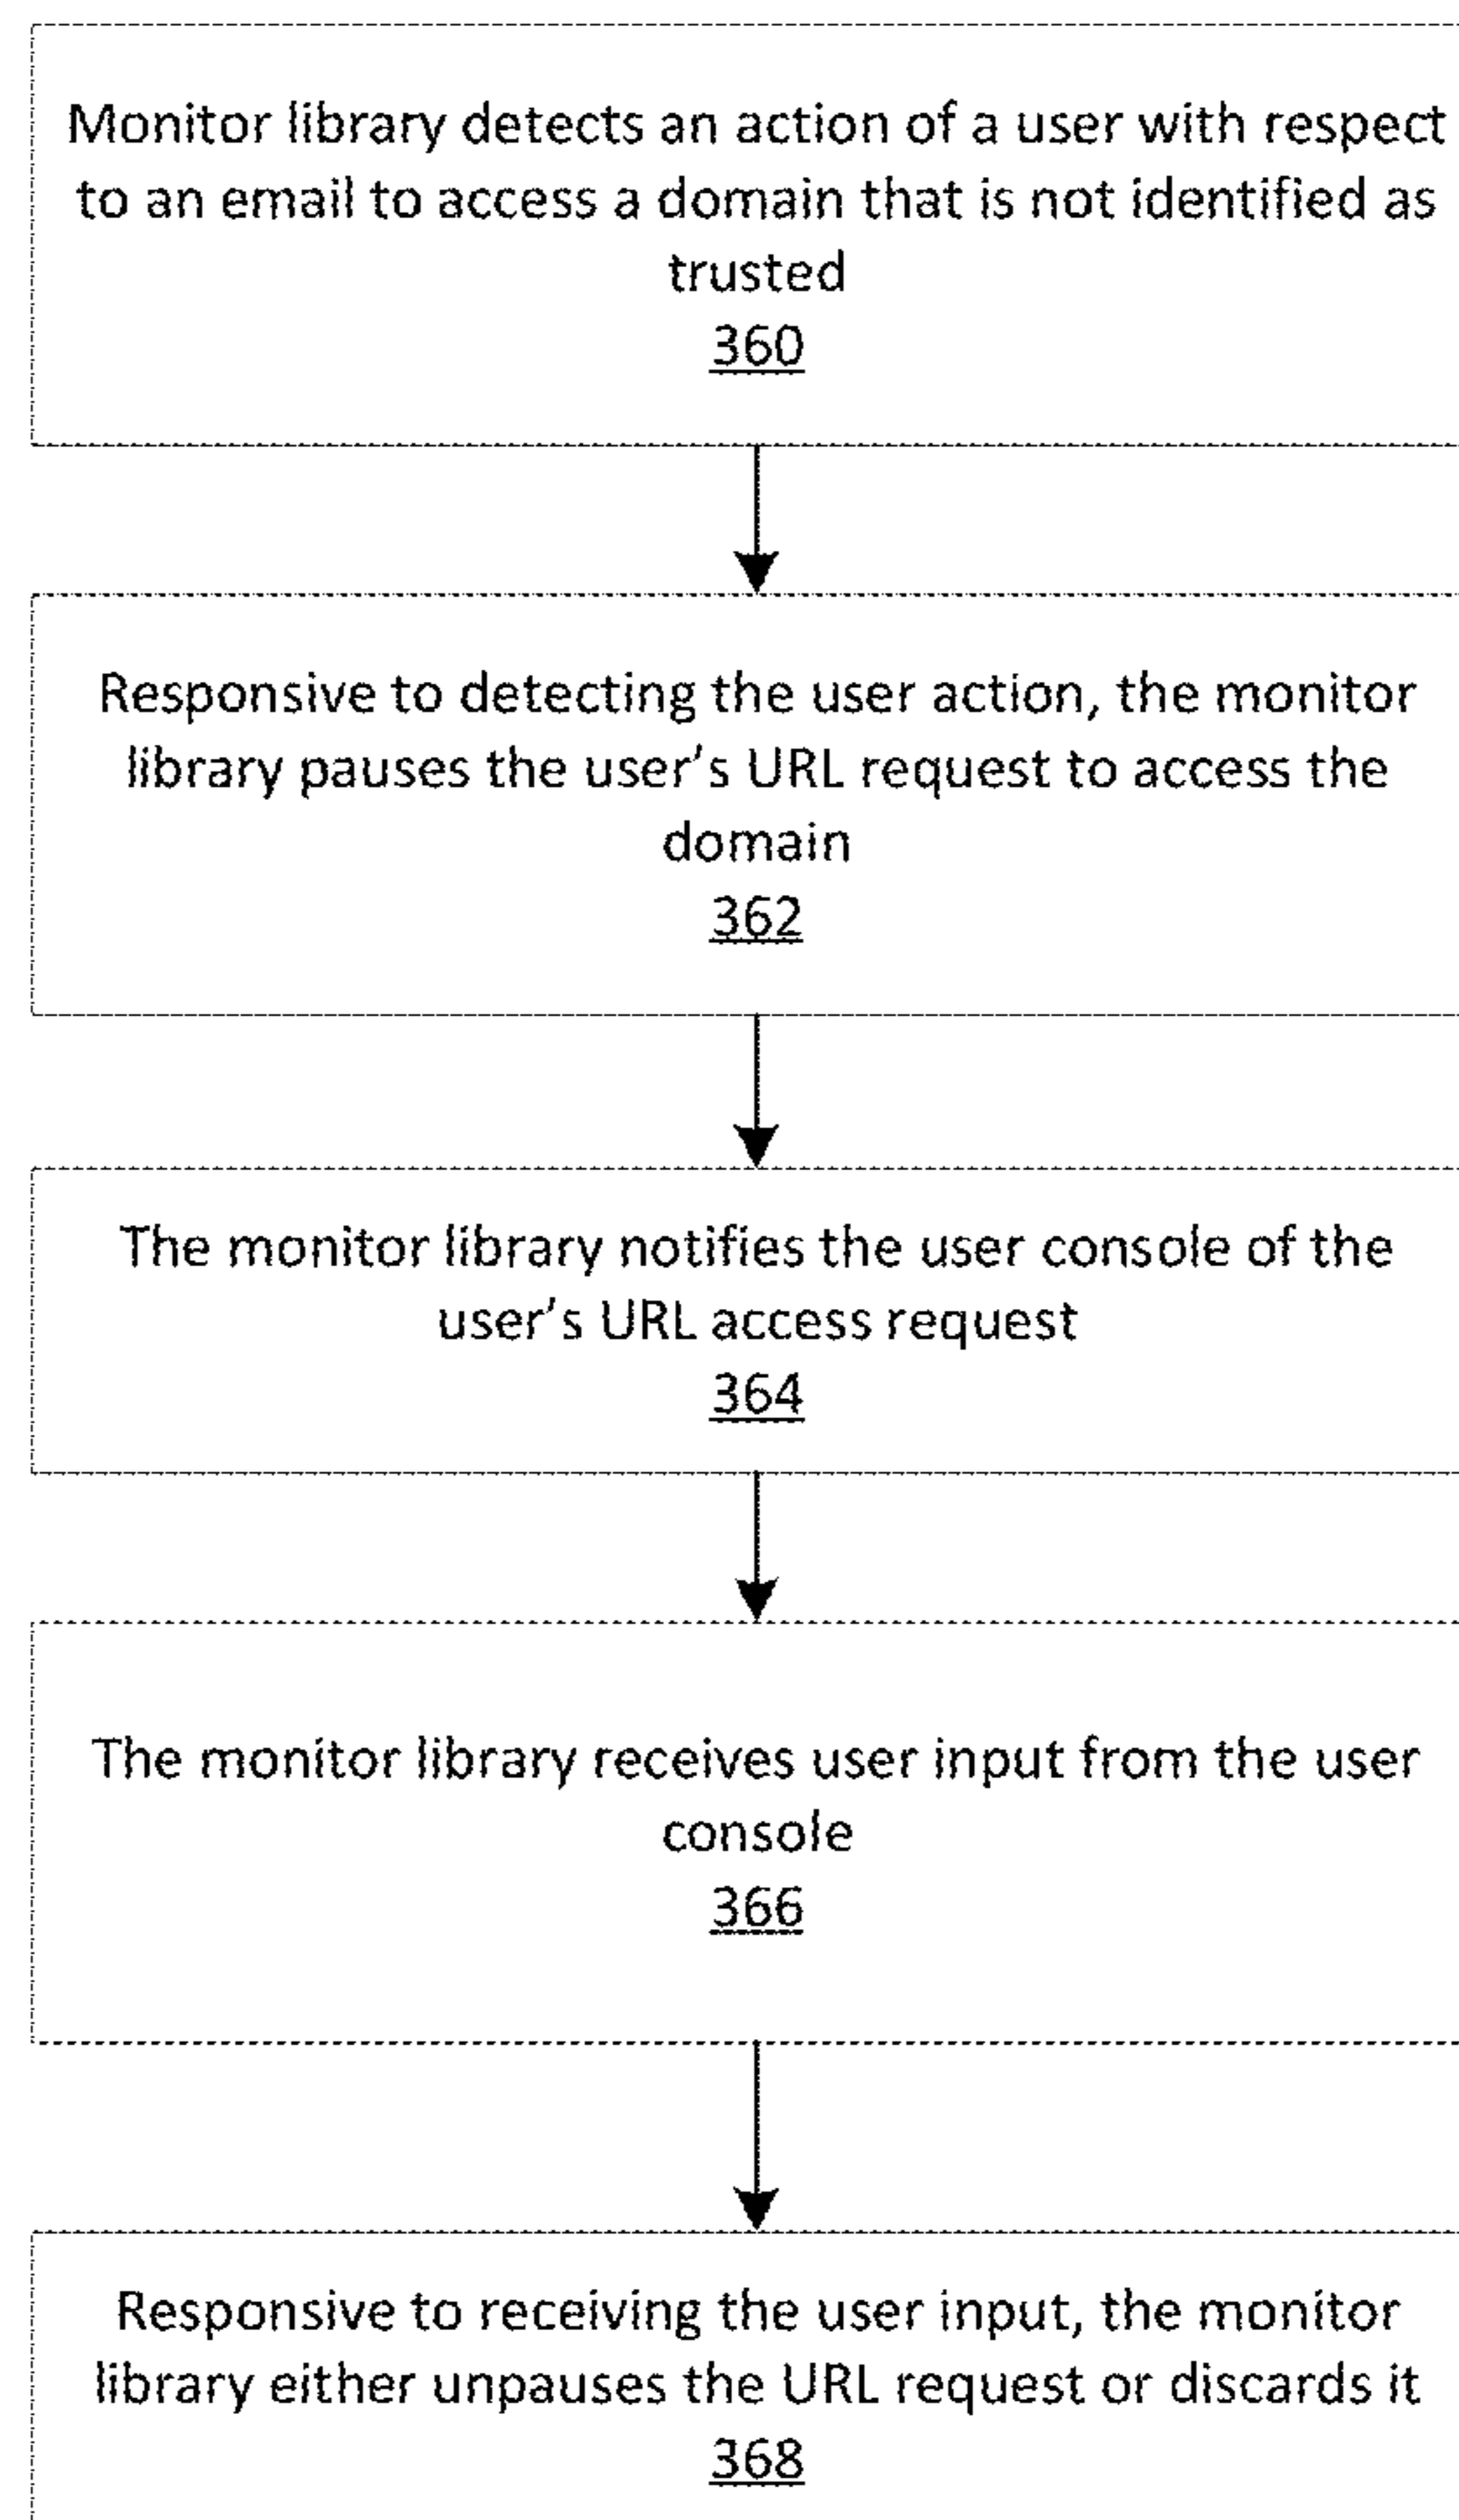 Monitor library detects an action of a user with respect
to an email to access a domain that is not identified as
trusted
360
Responsive to detecting the user action, the monitor
library pauses the user's URL request to access the
domain
362
The monitor library notifies the user console of the
user's URL access request
364
The monitor library receives user input from the user
console
366
Responsive to receiving the user input, the monitor
library either unpauses the URL request or discards it
368